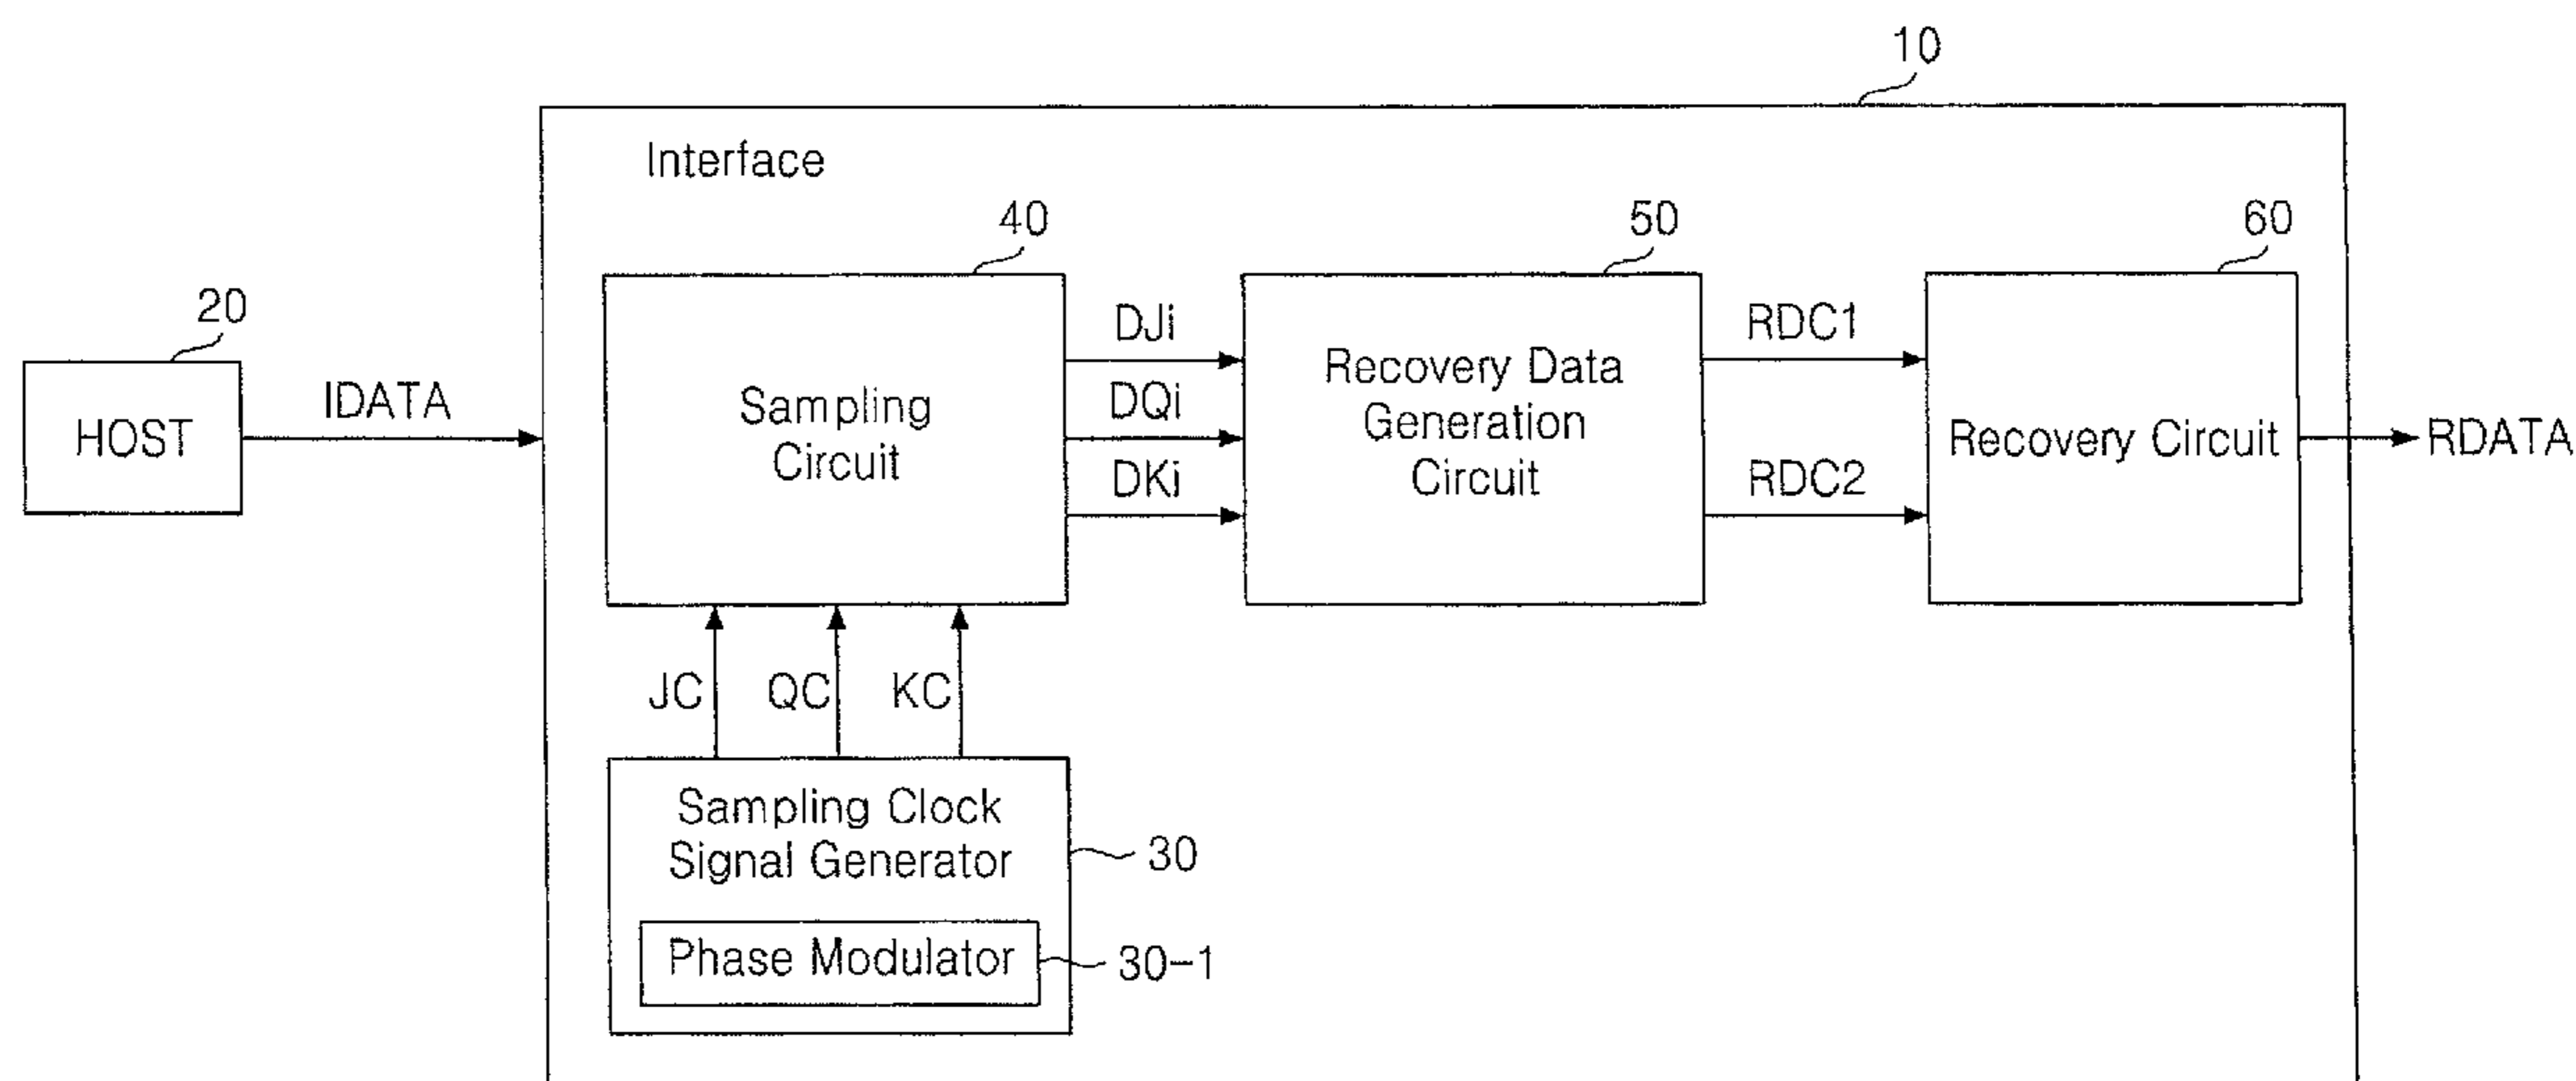 10
Interface
40
50
60
20
HOST
IDATA
Sampling
Circuit
DJi
DQi
DKi
Recovery Data
Generation
Circuit
RDC1
RDC2
Recovery Circuit
RDATA
JC
QC
KC
Sampling Clock
Signal Generator
30
Phase Modulator
30-1